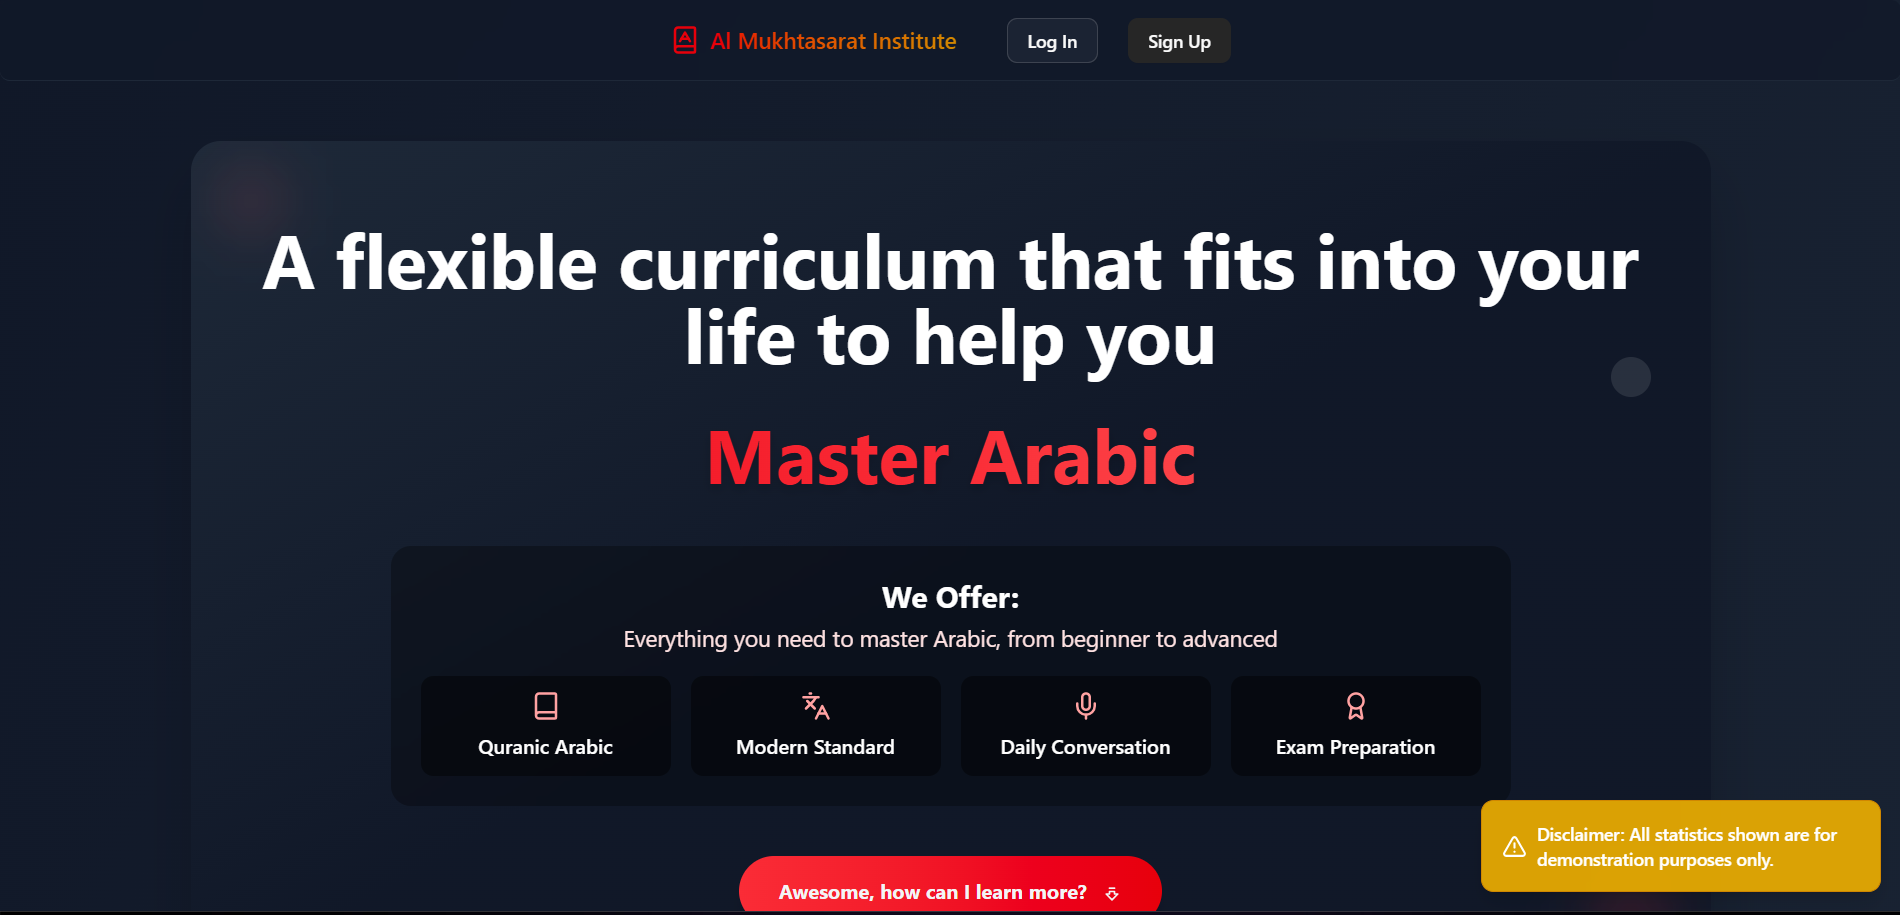 Al Mukhtasarat Institute
Log In
Sign Up
A flexible curriculum that fits into your
life to help you
Master Arabic
We Offer:
Everything you need to master Arabic, from beginner to advanced
Quranic Arabic
Modern Standard
Daily Conversation
Exam Preparation
Disclaimer: All statistics shown are for
demonstration purposes only.
Awesome, how can I learn more?